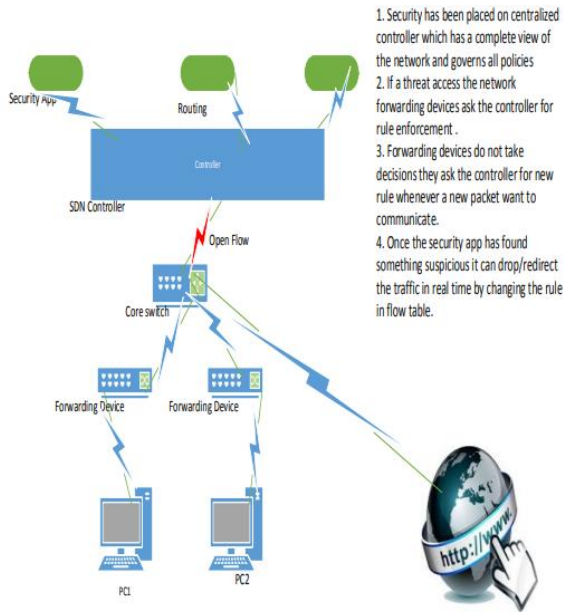 1. Security has been placed on centralized
controller which has a complete view of
the network and governs all policies
2. If a threat access the network
forwarding devices ask the controller for
rule enforcement .
3. Forwarding devices do not take
decisions they ask the controller for new
rule whenever a new packet want to
communicate.
4. Once the security app has found
something suspicious it can drop/redirect
the traffic in real time by changing the rule
in flow table.
Security App
Routing
Controller
SDN Controller
Open Flow
Core switch
Forwarding Device
Forwarding Device
PC1
PC2
http://www.